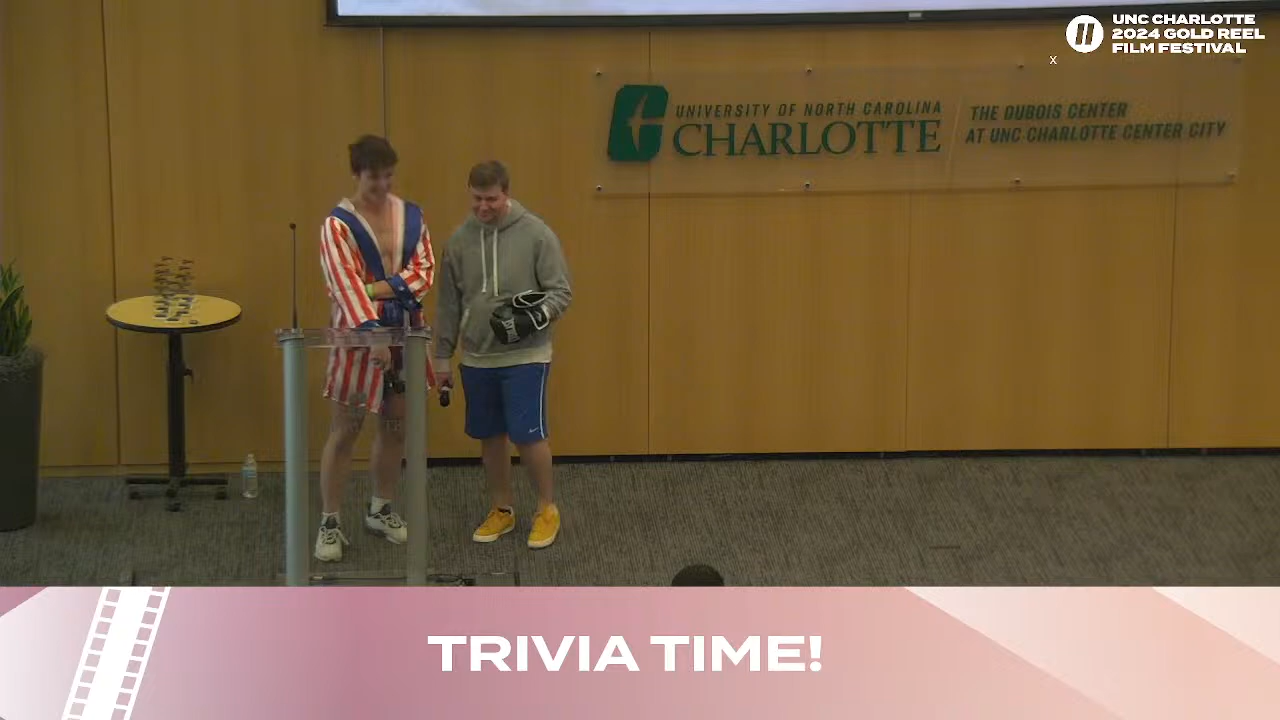 UNC CHARLOTTE
2024 GOLD REEL
FILM FESTIVAL
x
UNIVERSITY OF NORTH CAROLINA
CHARLOTTE
THE DUBOIS CENTER
AT UNC CHARLOTTE CENTER CITY
TRIVIA TIME!